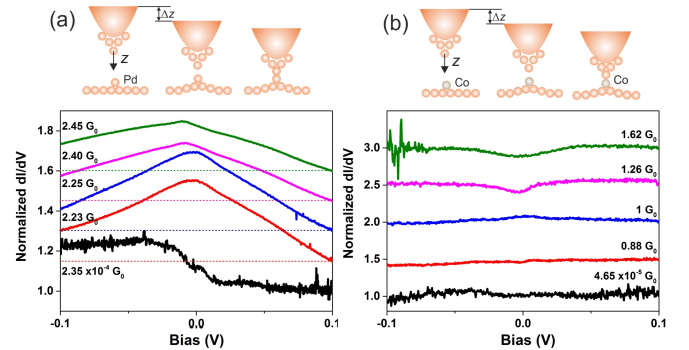 (a)
Δz
z
Pd
Normalized dI/dV
1.8
1.6
1.4
1.2
1.0
2.45 G₀
2.40 G₀
2.25 G₀
2.23 G₀
2.35 x10⁻⁴ G₀
-0.1
0.0
0.1
Bias (V)
(b)
Δz
z
Co
Co
Normalized dI/dV
3.0
2.5
2.0
1.5
1.0
1.62 G₀
1.26 G₀
1 G₀
0.88 G₀
4.65 x10⁻⁵ G₀
-0.1
0.0
0.1
Bias (V)